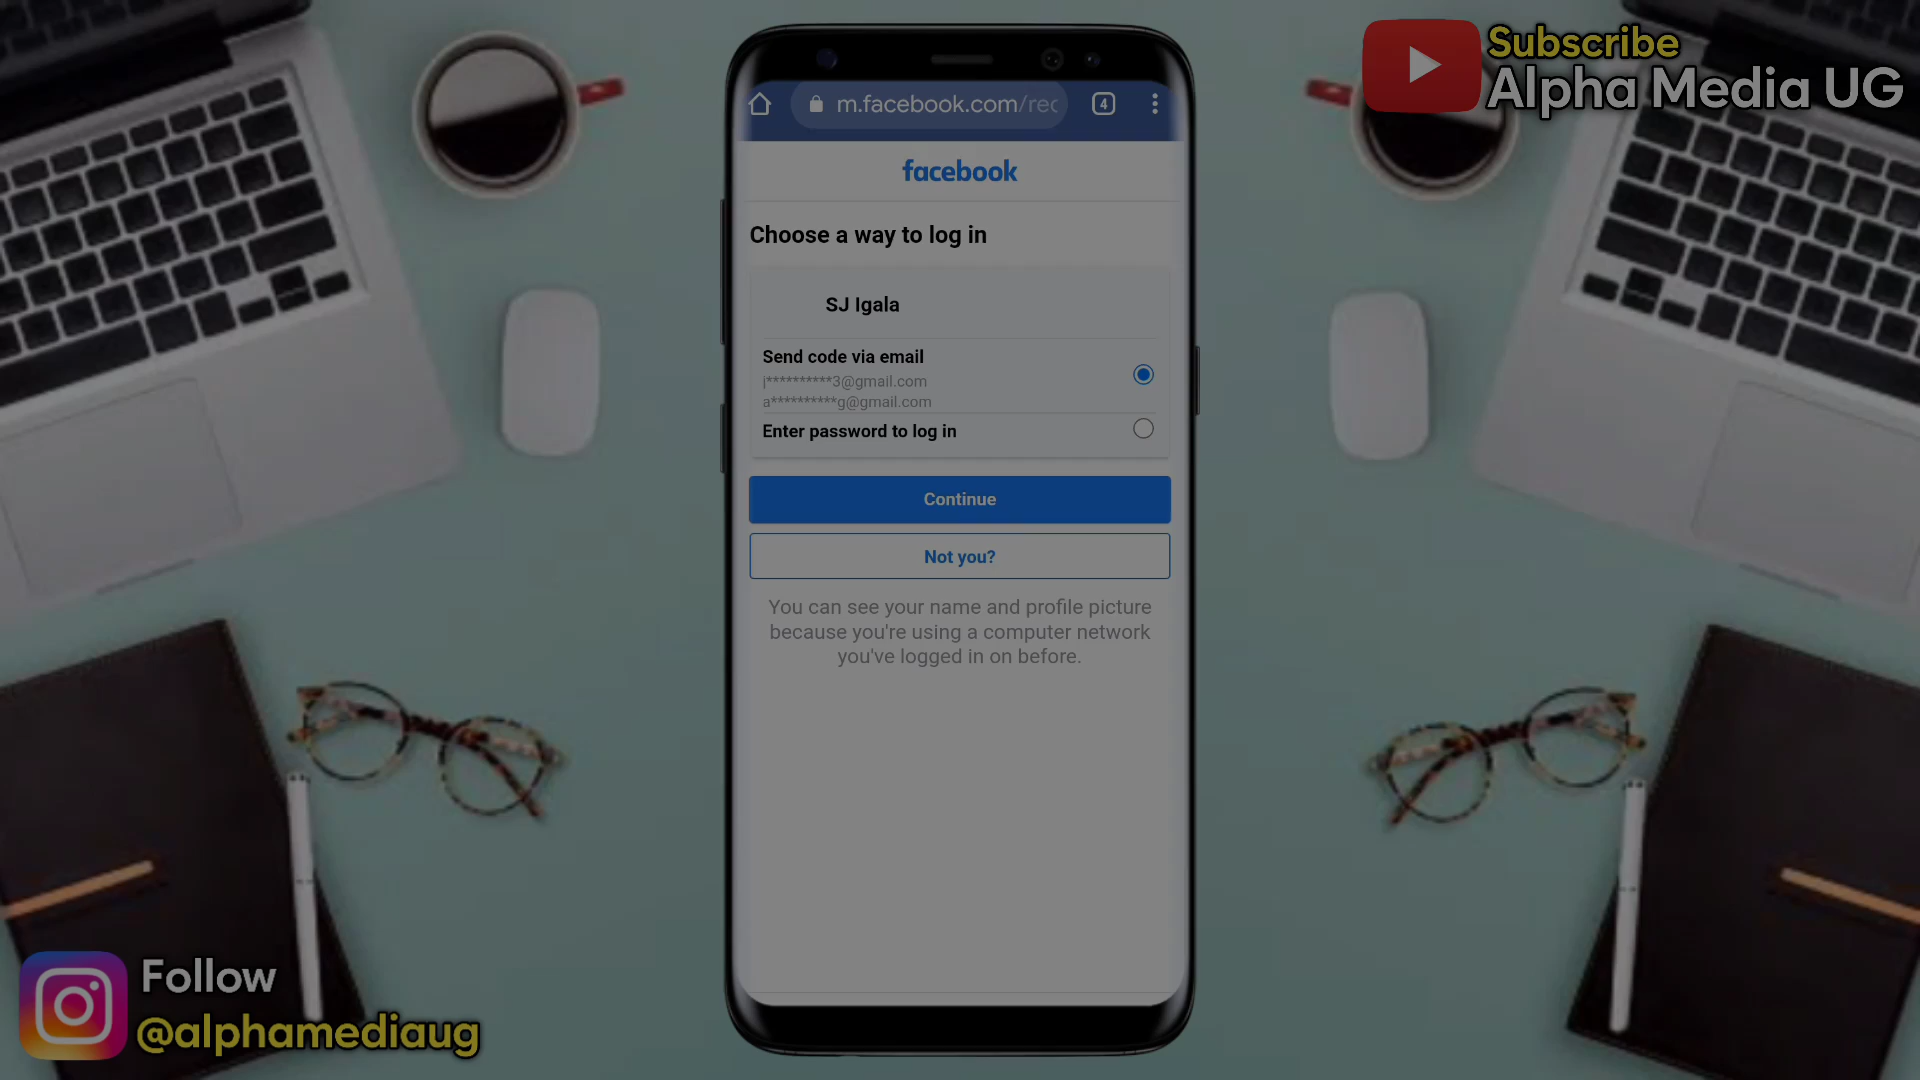 Subscribe
Alpha Media UG
m.facebook.com/rec
4
facebook
Choose a way to log in
SJ Igala
Send code via email
j**********3@gmail.com
a**********g@gmail.com
Enter password to log in
Continue
Not you?
You can see your name and profile picture
because you're using a computer network
you've logged in on before.
Follow
@alphamediaug